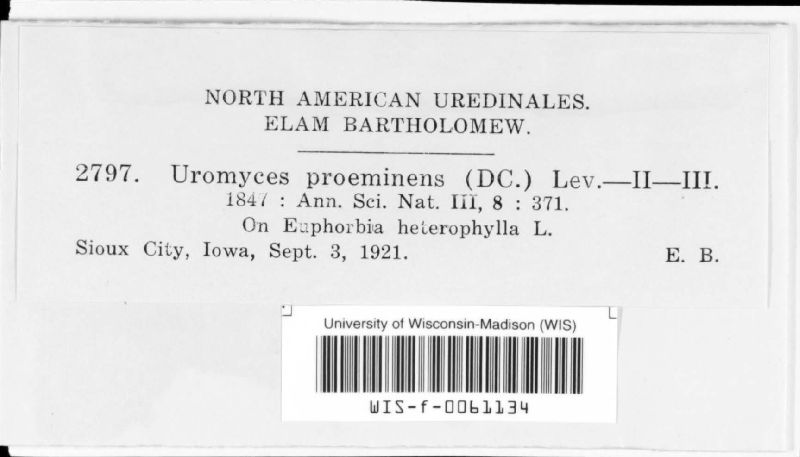 NORTH AMERICAN UREDINALES.
ELAM BARTHOLOMEW.
2797. Uromyces proeminens (DC.) Lev.—II—III.
1847 : Ann. Sci. Nat. III, 8 : 371.
On Euphorbia heterophylla L.
Sioux City, Iowa, Sept. 3, 1921. E. B.
University of Wisconsin-Madison (WIS)
WIS-f-0061134